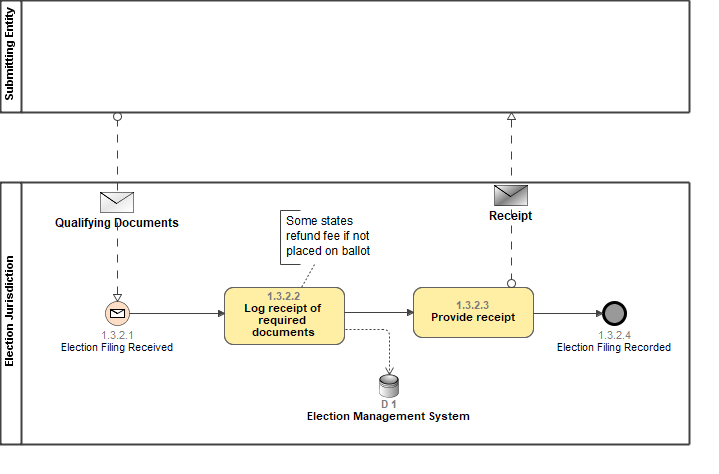 Submitting Entity
Qualifying Documents
Receipt
Some states
refund fee if not
placed on ballot
Election Jurisdiction
1.3.2.1
Election Filing Received
1.3.2.2
Log receipt of
required
documents
1.3.2.3
Provide receipt
1.3.2.4
Election Filing Recorded
D 1
Election Management System